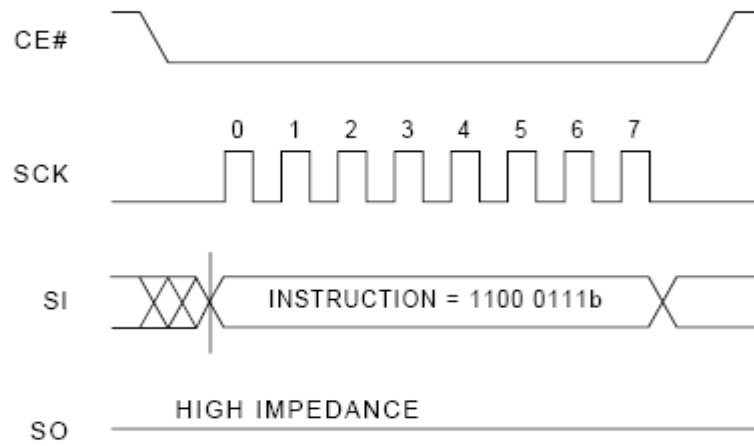 CE#
0 1 2 3 4 5 6 7
SCK
SI INSTRUCTION = 1100 0111b
HIGH IMPEDANCE
SO